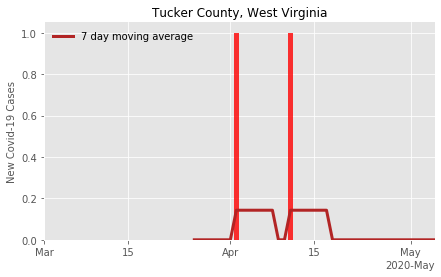 Tucker County, West Virginia
7 day moving average
New Covid-19 Cases
1.0
0.8
0.6
0.4
0.2
0.0
Mar 15 Apr 15 May
2020-May